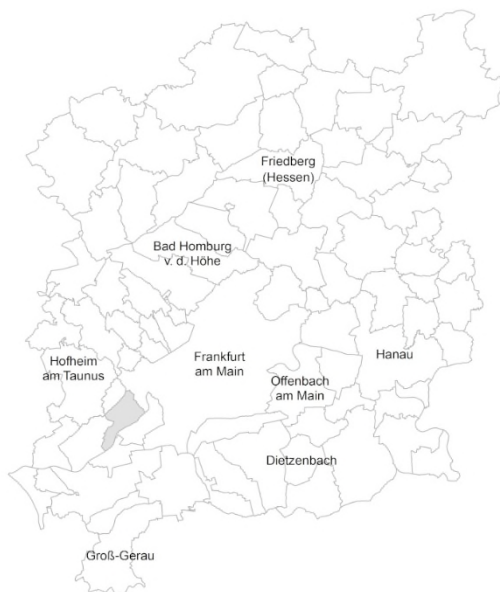 Friedberg
(Hessen)
Bad Homburg
v. d. Höhe
Hofheim
am Taunus
Frankfurt
am Main
Hanau
Offenbach
am Main
Dietzenbach
Groß-Gerau